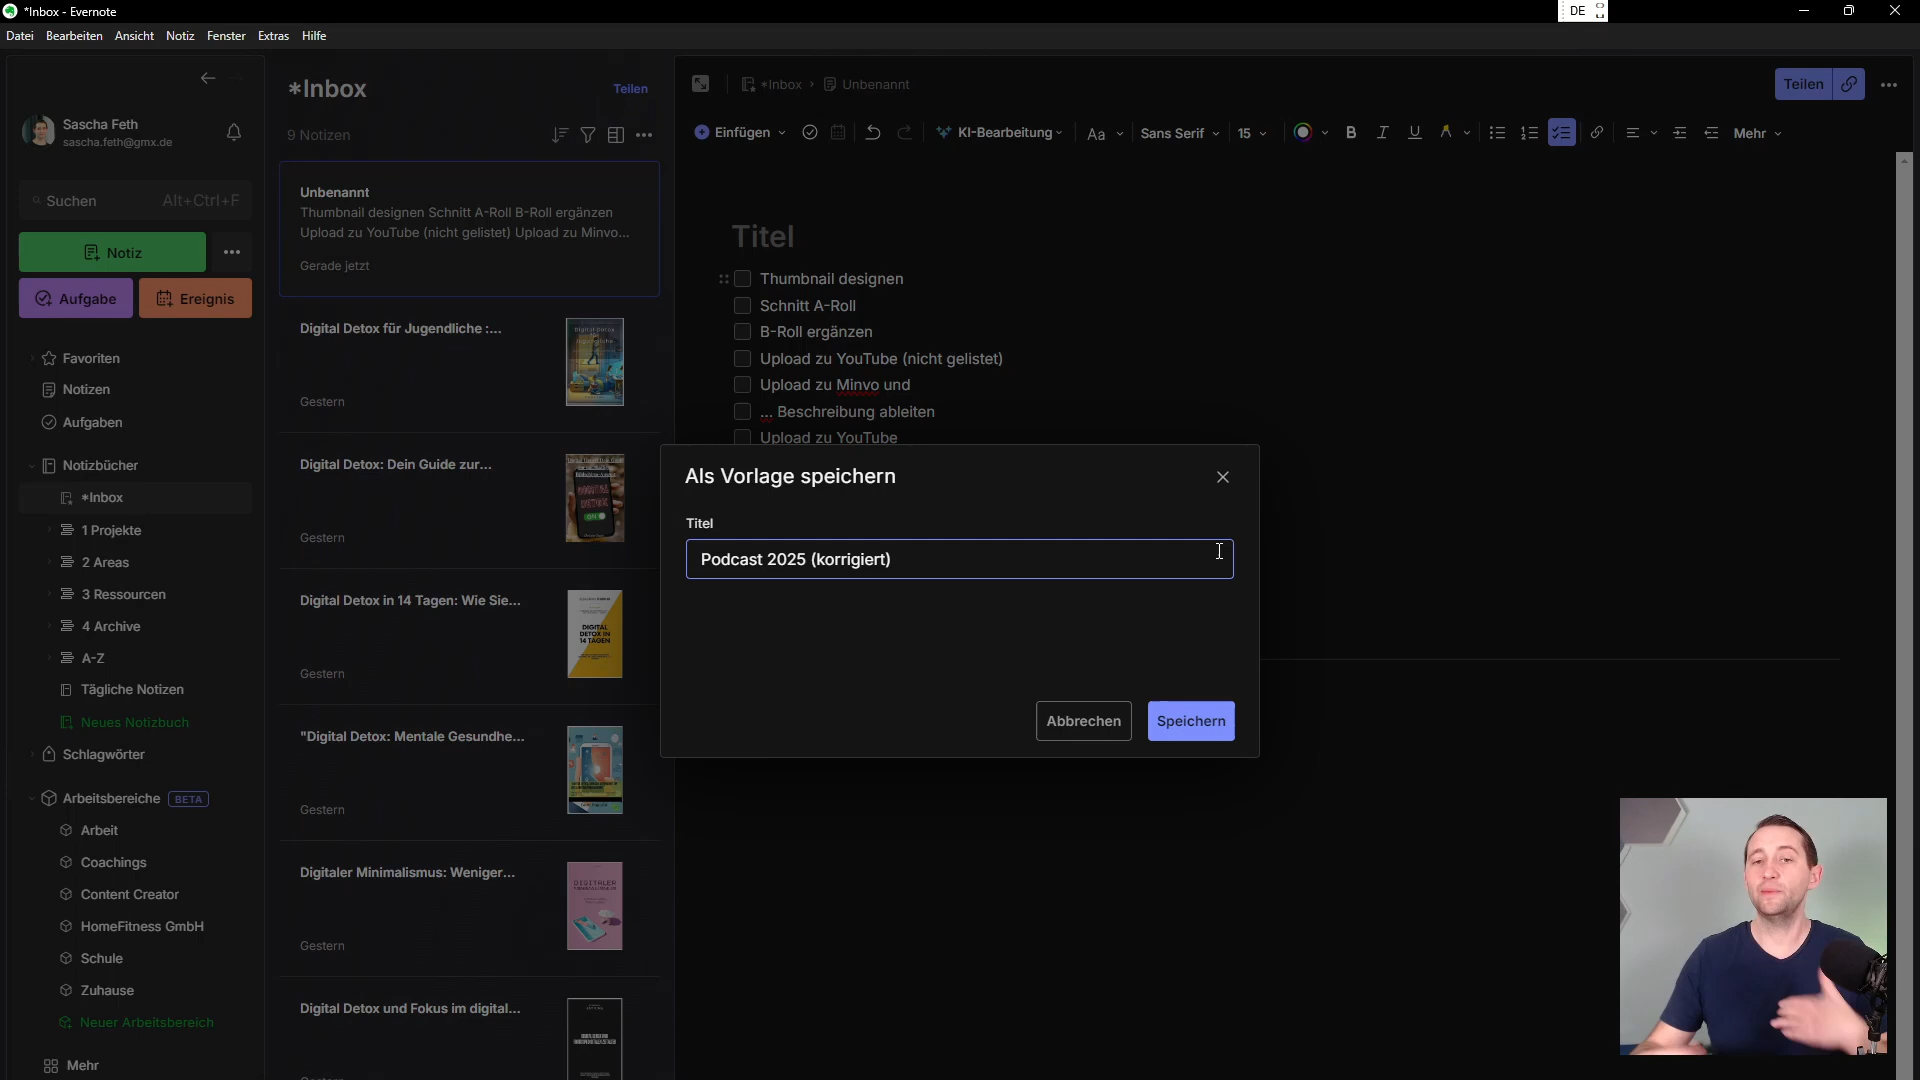 *Inbox - Evernote
DE
Datei Bearbeiten Ansicht Notiz Fenster Extras Hilfe
Sascha Feth
sascha.feth@gmx.de
Suchen Alt+Ctrl+F
Notiz
Aufgabe
Ereignis
Favoriten
Notizen
Aufgaben
Notizbücher
*Inbox
1 Projekte
2 Areas
3 Ressourcen
4 Archive
A-Z
Tägliche Notizen
Neues Notizbuch
Schlagwörter
Arbeitsbereiche BETA
Arbeit
Coachings
Content Creator
HomeFitness GmbH
Schule
Zuhause
Neuer Arbeitsbereich
Mehr
*Inbox
Teilen
9 Notizen
Unbenannt
Thumbnail designen Schnitt A-Roll B-Roll ergänzen
Upload zu YouTube (nicht gelistet) Upload zu Minvo...
Gerade jetzt
Digital Detox für Jugendliche :...
Gestern
Digital Detox: Dein Guide zur...
Gestern
Digital Detox in 14 Tagen: Wie Sie...
DIGITAL
DETOX IN
14 TAGEN
Gestern
"Digital Detox: Mentale Gesundhe...
Gestern
Digitaler Minimalismus: Weniger...
DIGITALER
Gestern
Digital Detox und Fokus im digital...
*Inbox › Unbenannt
Teilen
Einfügen KI-Bearbeitung Aa Sans Serif 15 B I U A Mehr
Titel
Thumbnail designen
Schnitt A-Roll
B-Roll ergänzen
Upload zu YouTube (nicht gelistet)
Upload zu Minvo und
... Beschreibung ableiten
Upload zu YouTube
Als Vorlage speichern
Titel
Podcast 2025 (korrigiert)
Abbrechen
Speichern